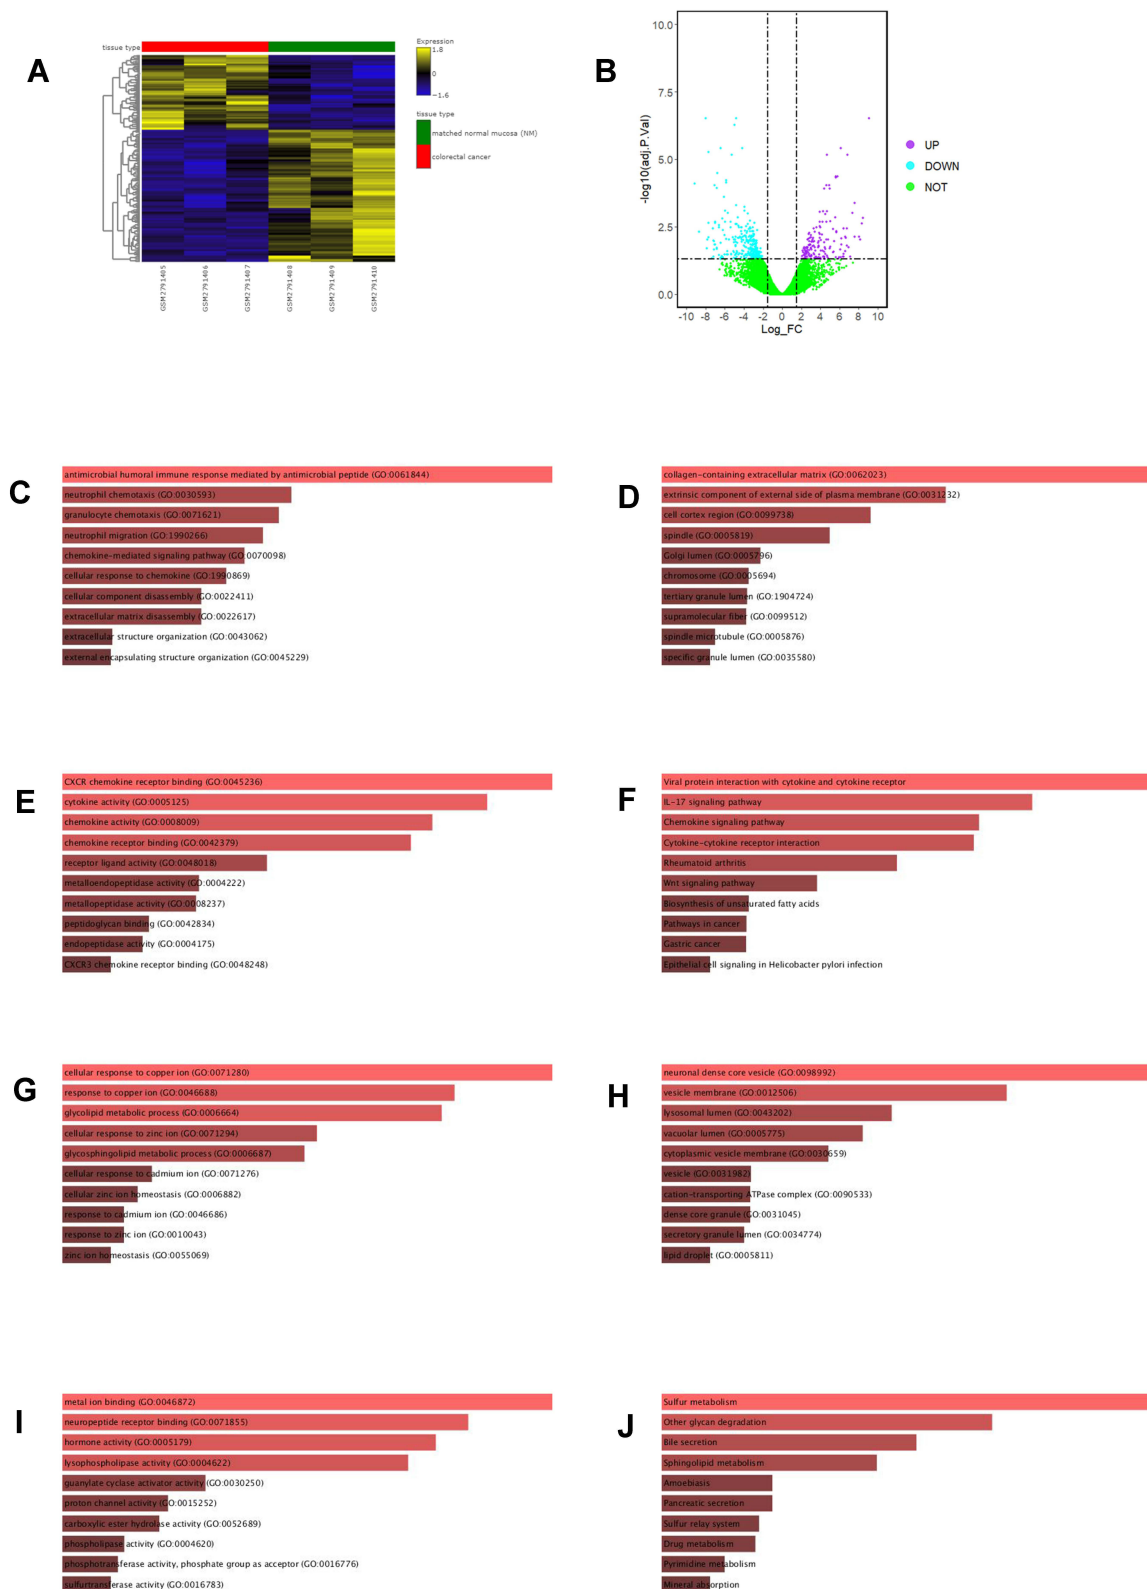 A
tissue type
Expression
1.8
0
−1.6
tissue type
matched normal mucosa (NM)
colorectal cancer
GSM2791405
GSM2791406
GSM2791407
GSM2791408
GSM2791409
GSM2791410
B
-log10(adj.P.Val)
10.0
7.5
5.0
2.5
0.0
-10 -8 -6 -4 -2 0 2 4 6 8 10
Log_FC
UP
DOWN
NOT
C
antimicrobial humoral immune response mediated by antimicrobial peptide (GO:0061844)
neutrophil chemotaxis (GO:0030593)
granulocyte chemotaxis (GO:0071621)
neutrophil migration (GO:1990266)
chemokine-mediated signaling pathway (GO:0070098)
cellular response to chemokine (GO:1990869)
cellular component disassembly (GO:0022411)
extracellular matrix disassembly (GO:0022617)
extracellular structure organization (GO:0043062)
external encapsulating structure organization (GO:0045229)
D
collagen-containing extracellular matrix (GO:0062023)
extrinsic component of external side of plasma membrane (GO:0031232)
cell cortex region (GO:0099738)
spindle (GO:0005819)
Golgi lumen (GO:0005796)
chromosome (GO:0005694)
tertiary granule lumen (GO:1904724)
supramolecular fiber (GO:0099512)
spindle microtubule (GO:0005876)
specific granule lumen (GO:0035580)
E
CXCR chemokine receptor binding (GO:0045236)
cytokine activity (GO:0005125)
chemokine activity (GO:0008009)
chemokine receptor binding (GO:0042379)
receptor ligand activity (GO:0048018)
metalloendopeptidase activity (GO:0004222)
metallopeptidase activity (GO:0008237)
peptidoglycan binding (GO:0042834)
endopeptidase activity (GO:0004175)
CXCR3 chemokine receptor binding (GO:0048248)
F
Viral protein interaction with cytokine and cytokine receptor
IL-17 signaling pathway
Chemokine signaling pathway
Cytokine-cytokine receptor interaction
Rheumatoid arthritis
Wnt signaling pathway
Biosynthesis of unsaturated fatty acids
Pathways in cancer
Gastric cancer
Epithelial cell signaling in Helicobacter pylori infection
G
cellular response to copper ion (GO:0071280)
response to copper ion (GO:0046688)
glycolipid metabolic process (GO:0006664)
cellular response to zinc ion (GO:0071294)
glycosphingolipid metabolic process (GO:0006687)
cellular response to cadmium ion (GO:0071276)
cellular zinc ion homeostasis (GO:0006882)
response to cadmium ion (GO:0046686)
response to zinc ion (GO:0010043)
zinc ion homeostasis (GO:0055069)
H
neuronal dense core vesicle (GO:0098992)
vesicle membrane (GO:0012506)
lysosomal lumen (GO:0043202)
vacuolar lumen (GO:0005775)
cytoplasmic vesicle membrane (GO:0030659)
vesicle (GO:0031982)
cation-transporting ATPase complex (GO:0090533)
dense core granule (GO:0031045)
secretory granule lumen (GO:0034774)
lipid droplet (GO:0005811)
I
metal ion binding (GO:0046872)
neuropeptide receptor binding (GO:0071855)
hormone activity (GO:0005179)
lysophospholipase activity (GO:0004622)
guanylate cyclase activator activity (GO:0030250)
proton channel activity (GO:0015252)
carboxylic ester hydrolase activity (GO:0052689)
phospholipase activity (GO:0004620)
phosphotransferase activity, phosphate group as acceptor (GO:0016776)
sulfurtransferase activity (GO:0016783)
J
Sulfur metabolism
Other glycan degradation
Bile secretion
Sphingolipid metabolism
Amoebiasis
Pancreatic secretion
Sulfur relay system
Drug metabolism
Pyrimidine metabolism
Mineral absorption